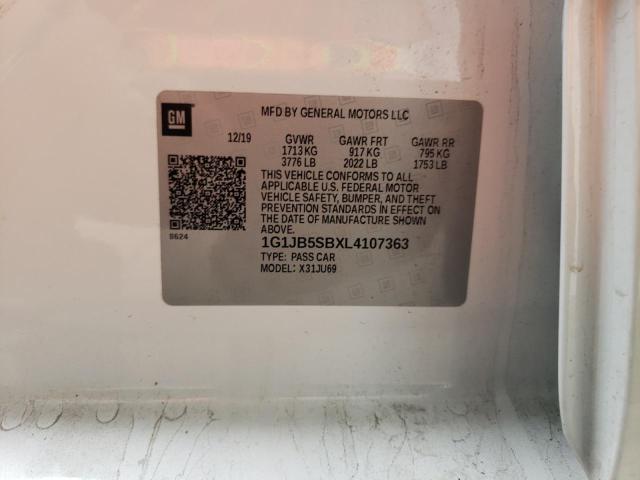 GM
MFD BY GENERAL MOTORS LLC
12/19 GVWR GAWR FRT GAWR RR
1713 KG 917 KG 795 KG
3776 LB 2022 LB 1753 LB
THIS VEHICLE CONFORMS TO ALL
APPLICABLE U.S. FEDERAL MOTOR
VEHICLE SAFETY, BUMPER, AND THEFT
PREVENTION STANDARDS IN EFFECT ON
THE DATE OF MANUFACTURE SHOWN
ABOVE.
8624
1G1JB5SBXL4107363
TYPE: PASS CAR
MODEL: X31JU69